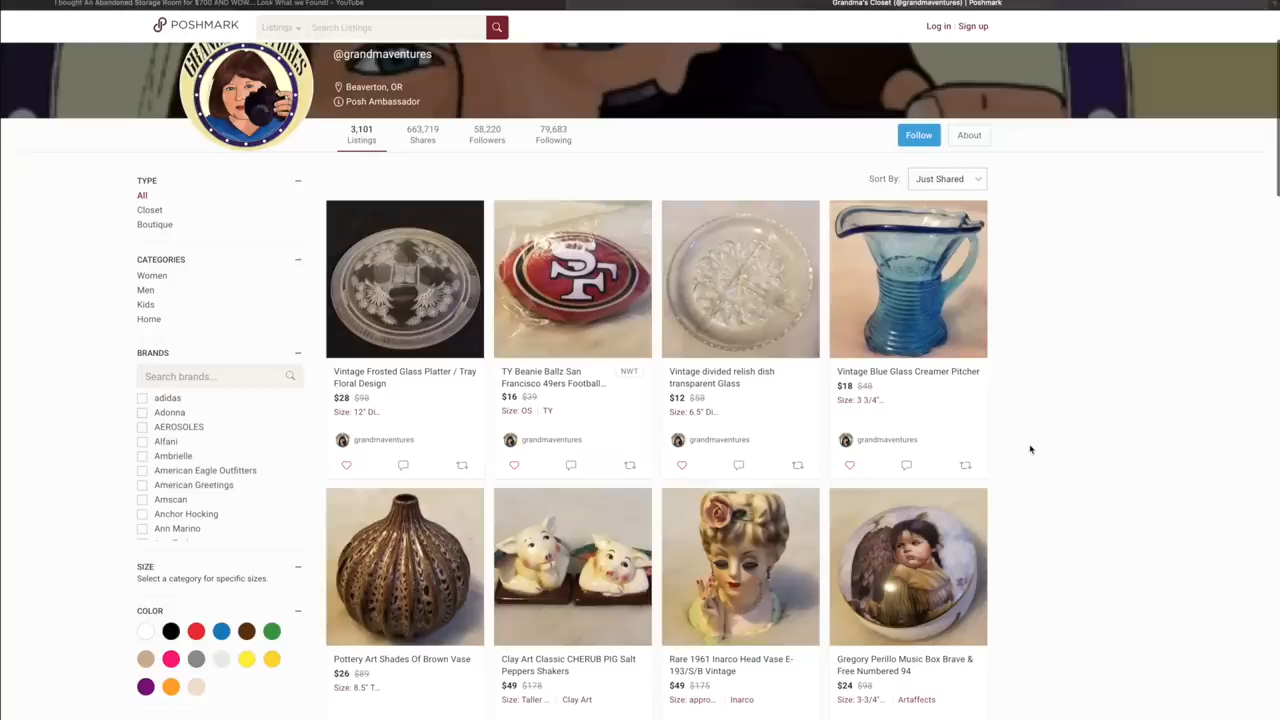 I bought An Abandoned Storage Room for $700 AND WOW... Look What we Found! - YouTube
Grandma's Closet (@grandmaventures) | Poshmark
POSHMARK
Listings
Search Listings
Log in
Sign up
@grandmaventures
Beaverton, OR
Posh Ambassador
3,101
Listings
663,719
Shares
58,220
Followers
79,683
Following
Follow
About
TYPE
All
Closet
Boutique
CATEGORIES
Women
Men
Kids
Home
BRANDS
Search brands...
adidas
Adonna
AEROSOLES
Alfani
Ambrielle
American Eagle Outfitters
American Greetings
Amscan
Anchor Hocking
Ann Marino
SIZE
Select a category for specific sizes.
COLOR
Sort By:
Just Shared
Vintage Frosted Glass Platter / Tray
Floral Design
$28 $98
Size: 12" Di...
grandmaventures
TY Beanie Ballz San
Francisco 49ers Football...
NWT
$16 $39
Size: OS
TY
grandmaventures
Vintage divided relish dish
transparent Glass
$12 $58
Size: 6.5" Di...
grandmaventures
Vintage Blue Glass Creamer Pitcher
$18 $48
Size: 3 3/4"...
grandmaventures
Pottery Art Shades Of Brown Vase
$26 $89
Size: 8.5" T...
Clay Art Classic CHERUB PIG Salt
Peppers Shakers
$49 $178
Size: Taller ...
Clay Art
Rare 1961 Inarco Head Vase E-
193/S/B Vintage
$49 $175
Size: appro...
Inarco
Gregory Perillo Music Box Brave &
Free Numbered 94
$24 $98
Size: 3-3/4"...
Artaffects